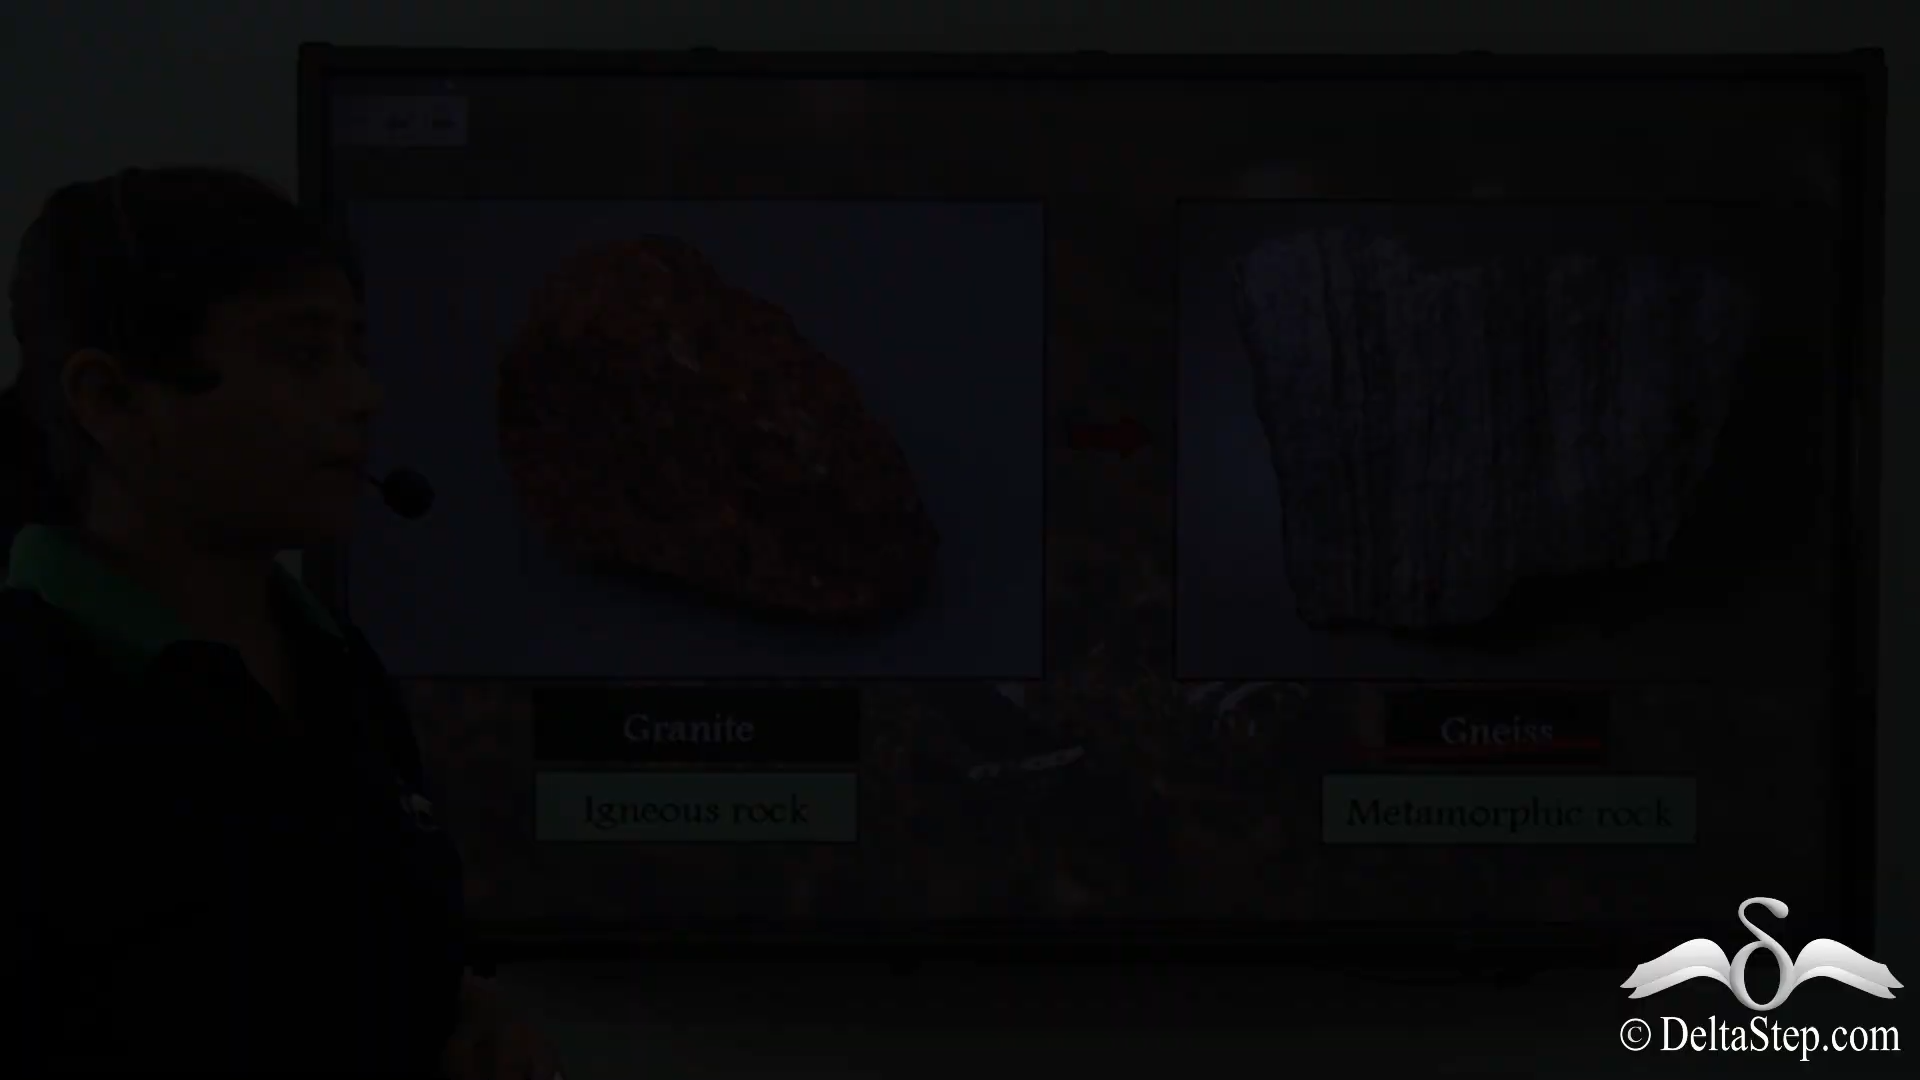 Granite
Gneiss
Igneous rock
Metamorphic rock
© DeltaStep.com